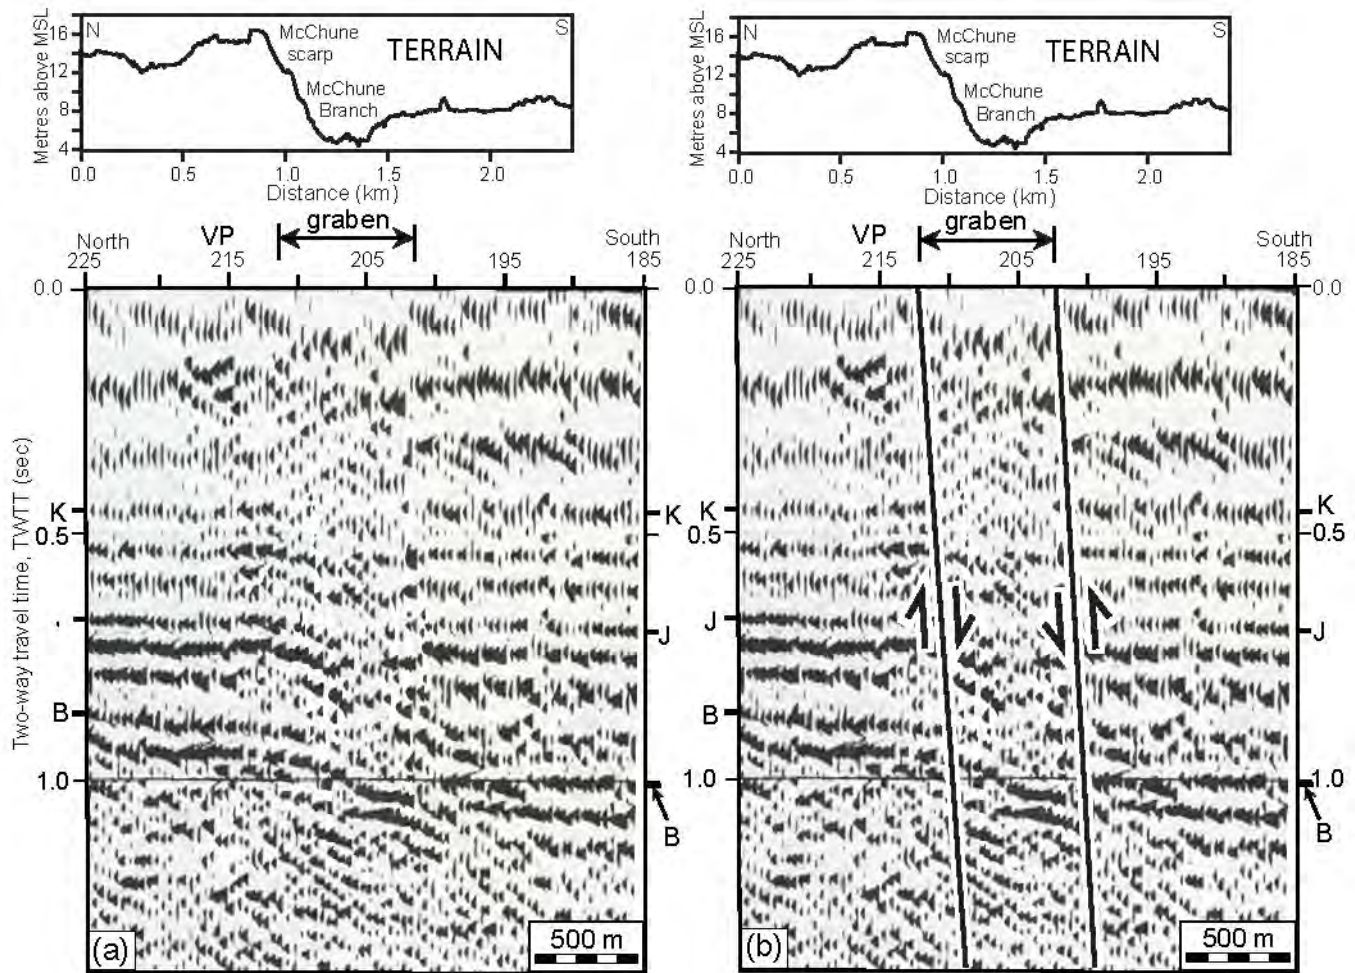 Metres above MSL
16
12
8
4
N
S
McChune
scarp
TERRAIN
McChune
Branch
0.0 0.5 1.0 1.5 2.0
Distance (km)
graben
North VP South
225 215 205 195 185
0.0
K K
0.5
J
B
1.0
B
Two-way travel time, TWTT (sec)
(a)
500 m
Metres above MSL
16
12
8
4
N
S
McChune
scarp
TERRAIN
McChune
Branch
0.0 0.5 1.0 1.5 2.0
Distance (km)
graben
North VP South
225 215 205 195 185
0.0 0.0
K K
0.5 0.5
J J
B
1.0 1.0
B
(b)
500 m